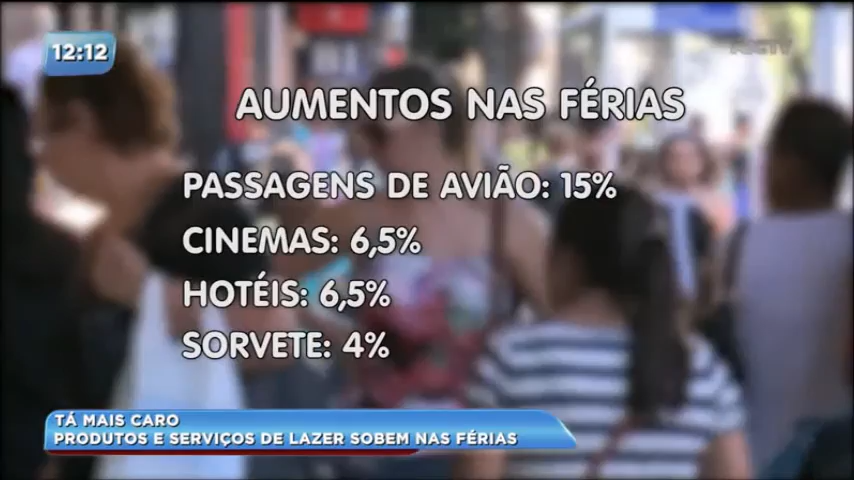 12:12
AUMENTOS NAS FÉRIAS
PASSAGENS DE AVIÃO: 15%
CINEMAS: 6,5%
HOTÉIS: 6,5%
SORVETE: 4%
TÁ MAIS CARO
PRODUTOS E SERVIÇOS DE LAZER SOBEM NAS FÉRIAS